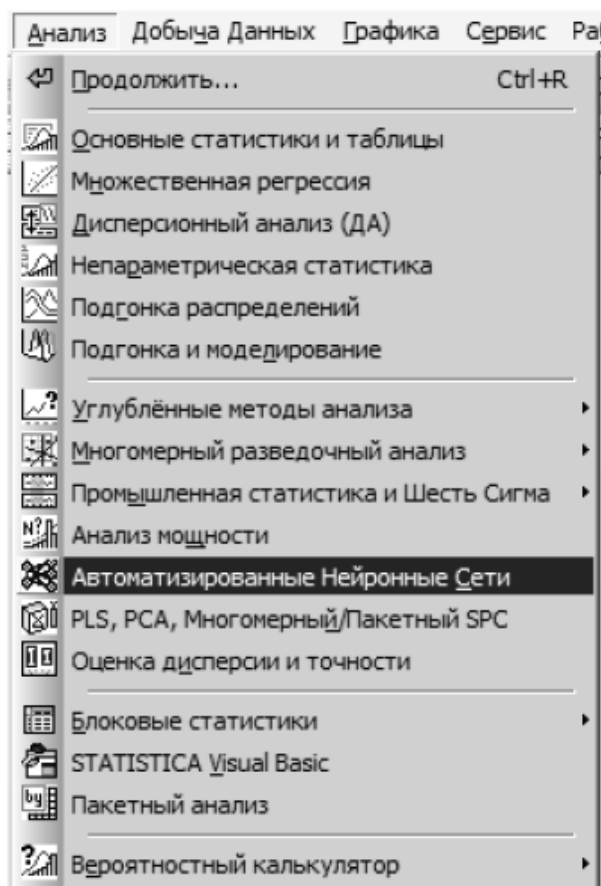 Анализ Добыча Данных Графика Сервис
Продолжить... Ctrl+R
Основные статистики и таблицы
Множественная регрессия
Дисперсионный анализ (ДА)
Непараметрическая статистика
Подгонка распределений
Подгонка и моделирование
Углублённые методы анализа
Многомерный разведочный анализ
Промышленная статистика и Шесть Сигма
Анализ мощности
Автоматизированные Нейронные Сети
PLS, PCA, Многомерный/Пакетный SPC
Оценка дисперсии и точности
Блоковые статистики
STATISTICA Visual Basic
Пакетный анализ
Вероятностный калькулятор